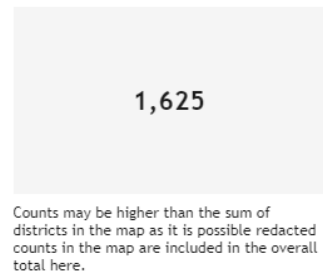 1,625
Counts may be higher than the sum of
districts in the map as it is possible redacted
counts in the map are included in the overall
total here.